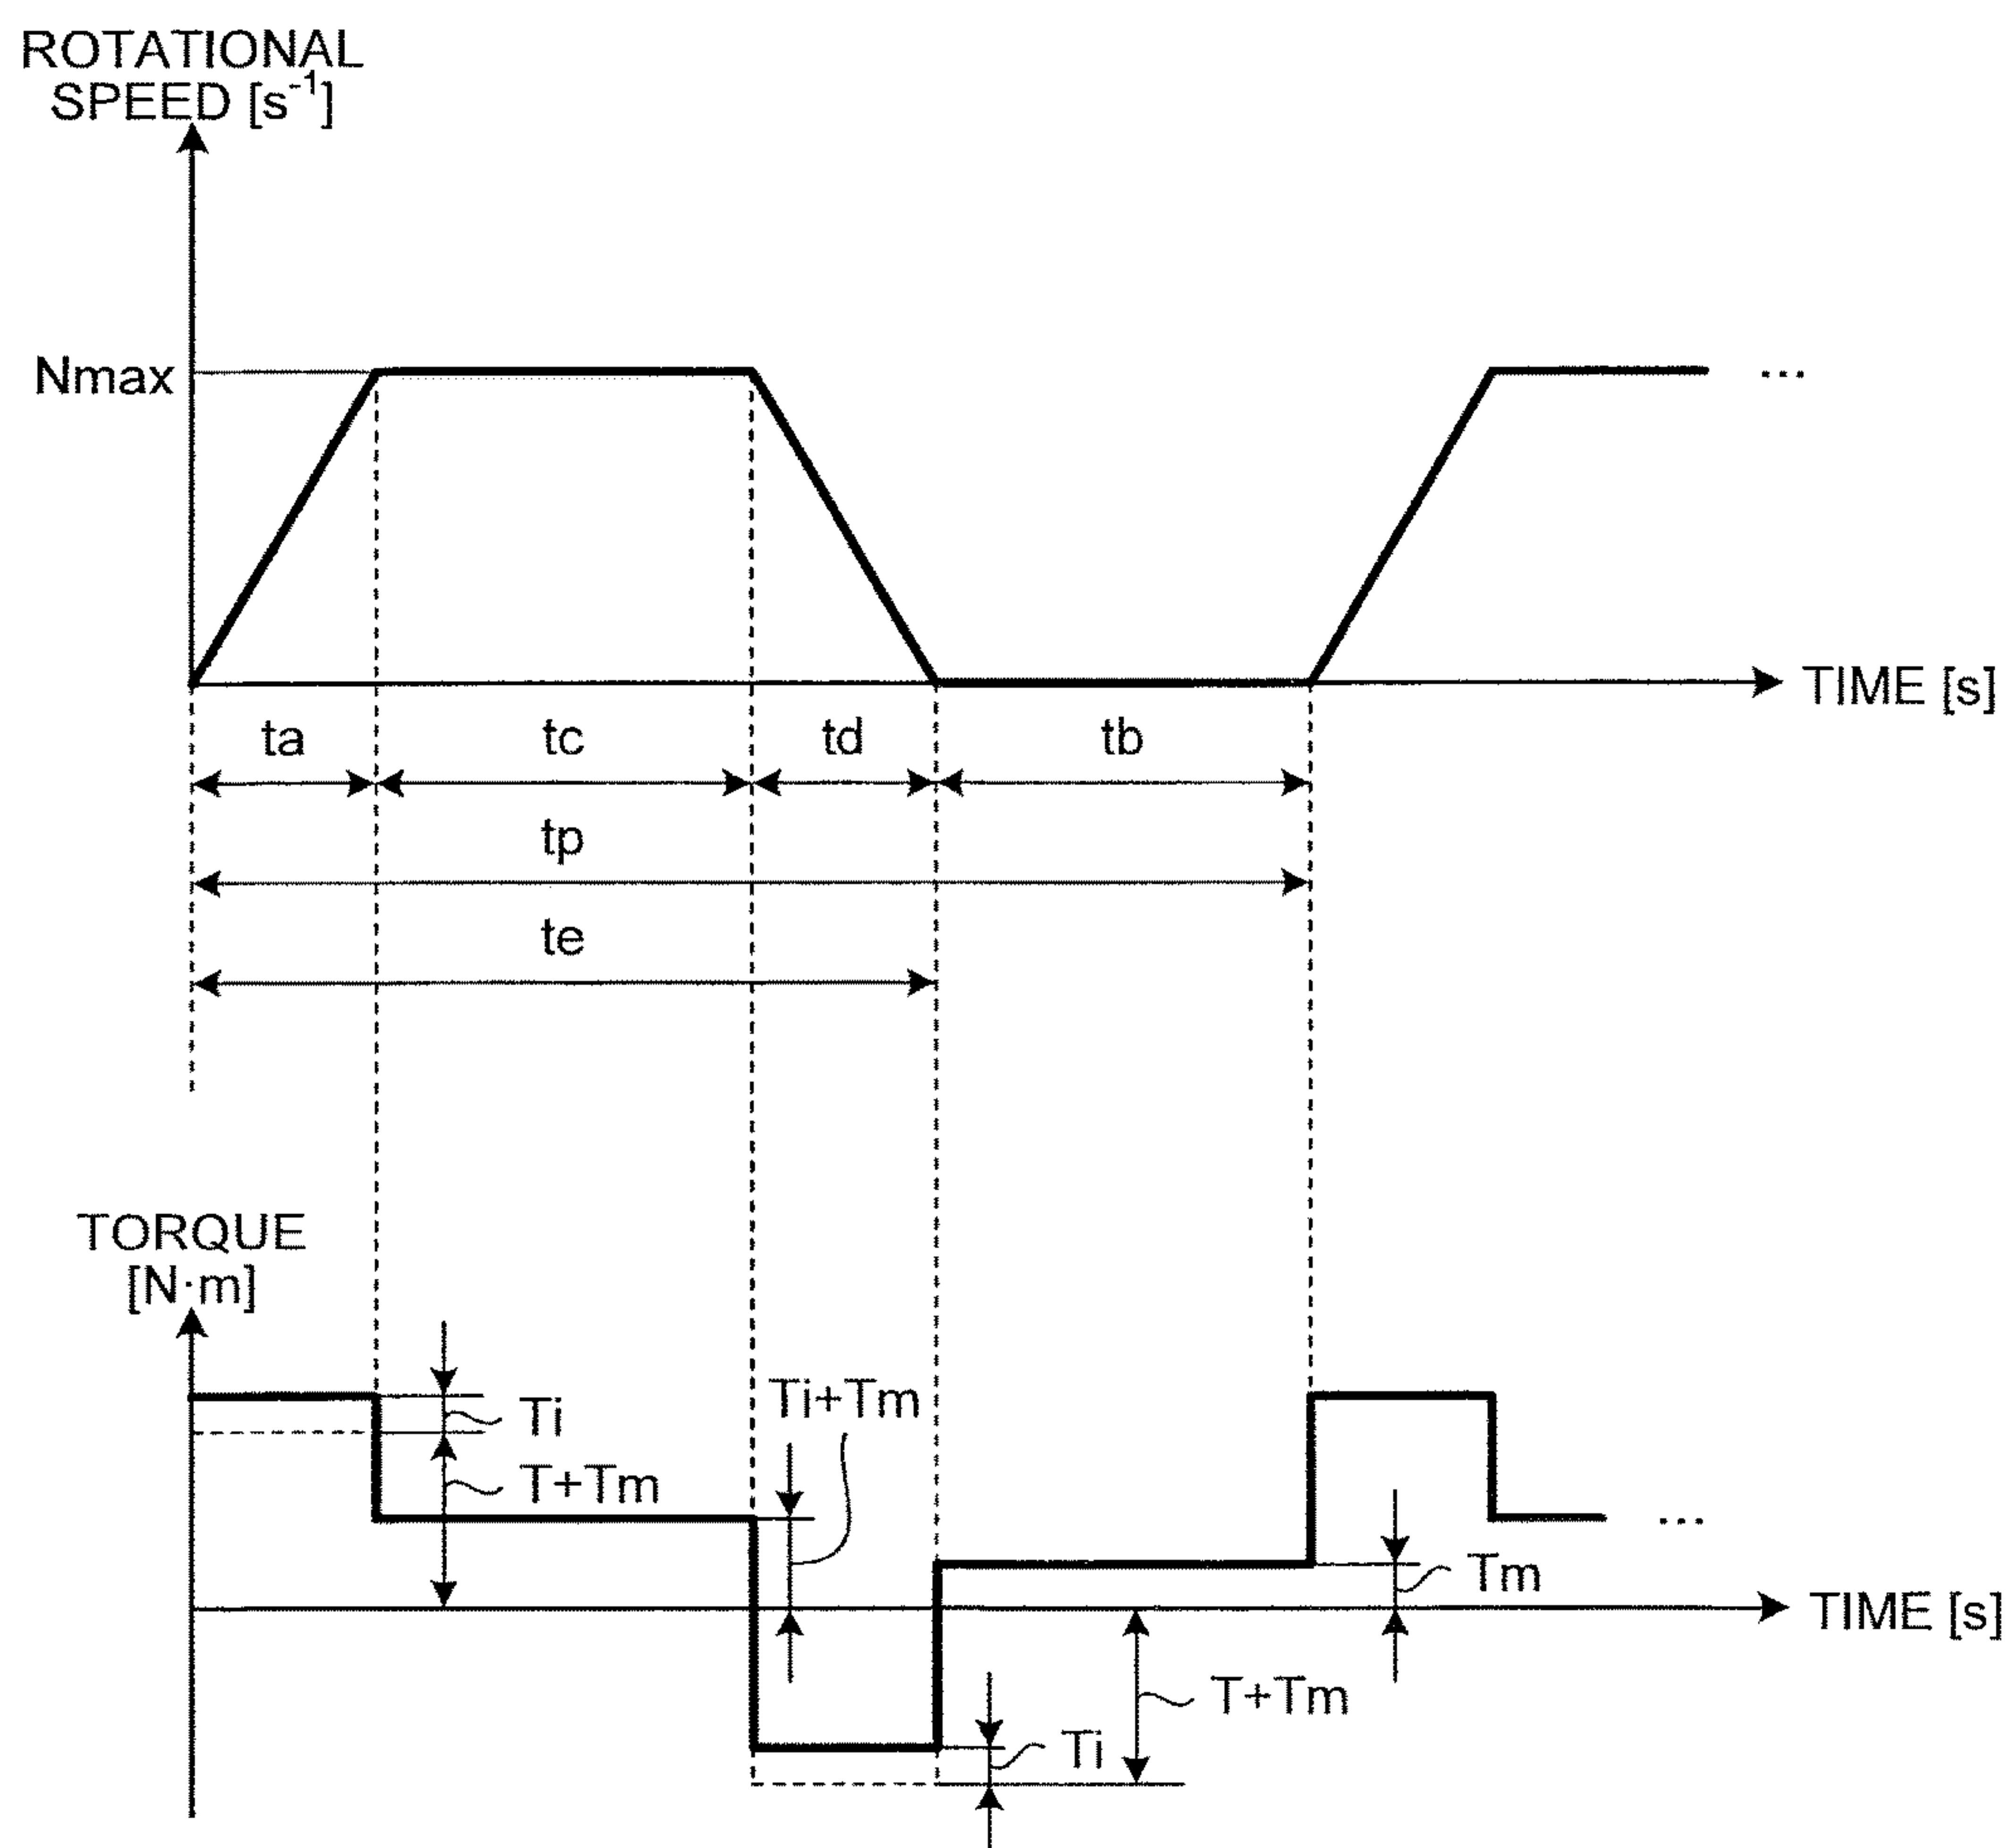 ROTATIONAL
SPEED [s⁻¹]
Nmax
...
TIME [s]
ta
tc
td
tb
tp
te
TORQUE
[N·m]
Ti
Ti+Tm
T+Tm
...
Tm
TIME [s]
T+Tm
Ti